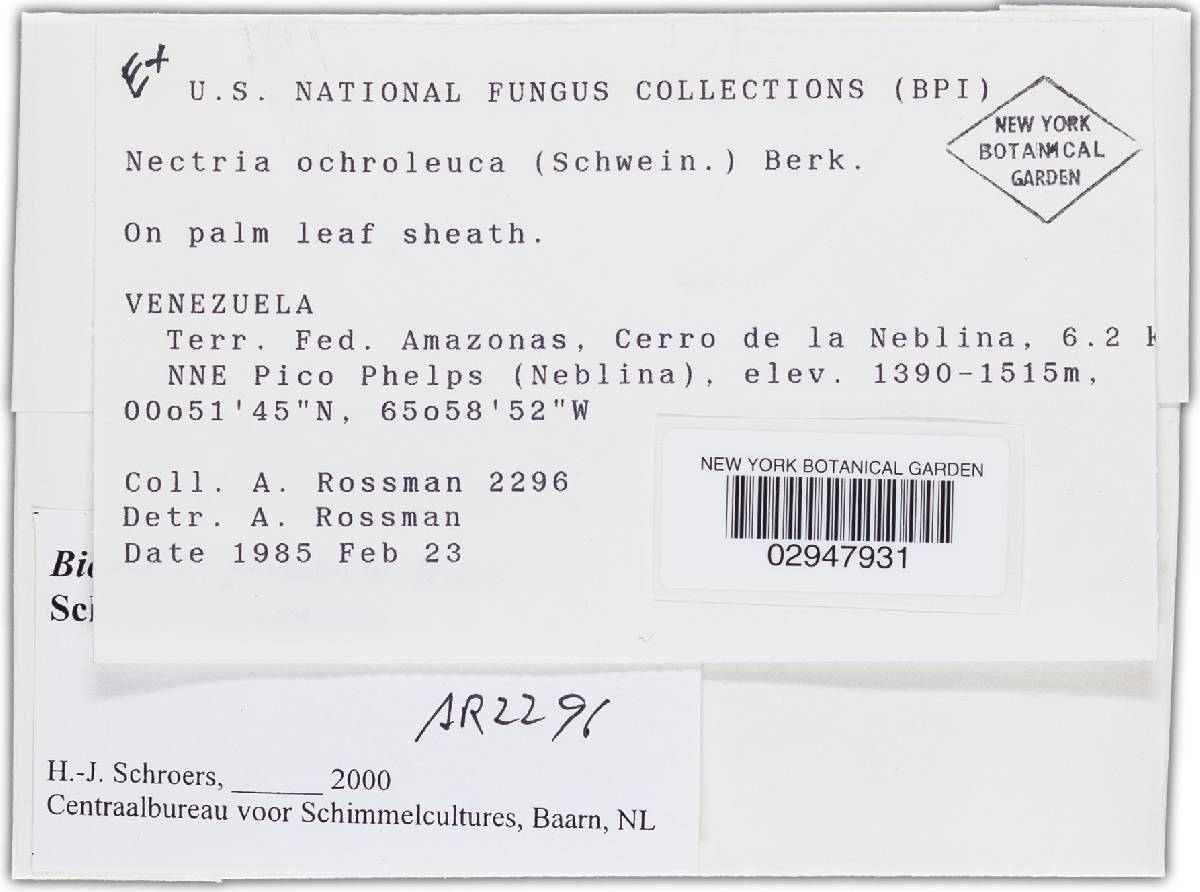 Ex
U.S. NATIONAL FUNGUS COLLECTIONS (BPI)
NEW YORK
BOTANICAL
GARDEN
Nectria ochroleuca (Schwein.) Berk.
On palm leaf sheath.
VENEZUELA
Terr. Fed. Amazonas, Cerro de la Neblina, 6.2
NNE Pico Phelps (Neblina), elev. 1390-1515m,
00o51'45"N, 65o58'52"W
Coll. A. Rossman 2296
Detr. A. Rossman
Date 1985 Feb 23
NEW YORK BOTANICAL GARDEN
02947931
AR2296
H.-J. Schroers, ______ 2000
Centraalbureau voor Schimmelcultures, Baarn, NL